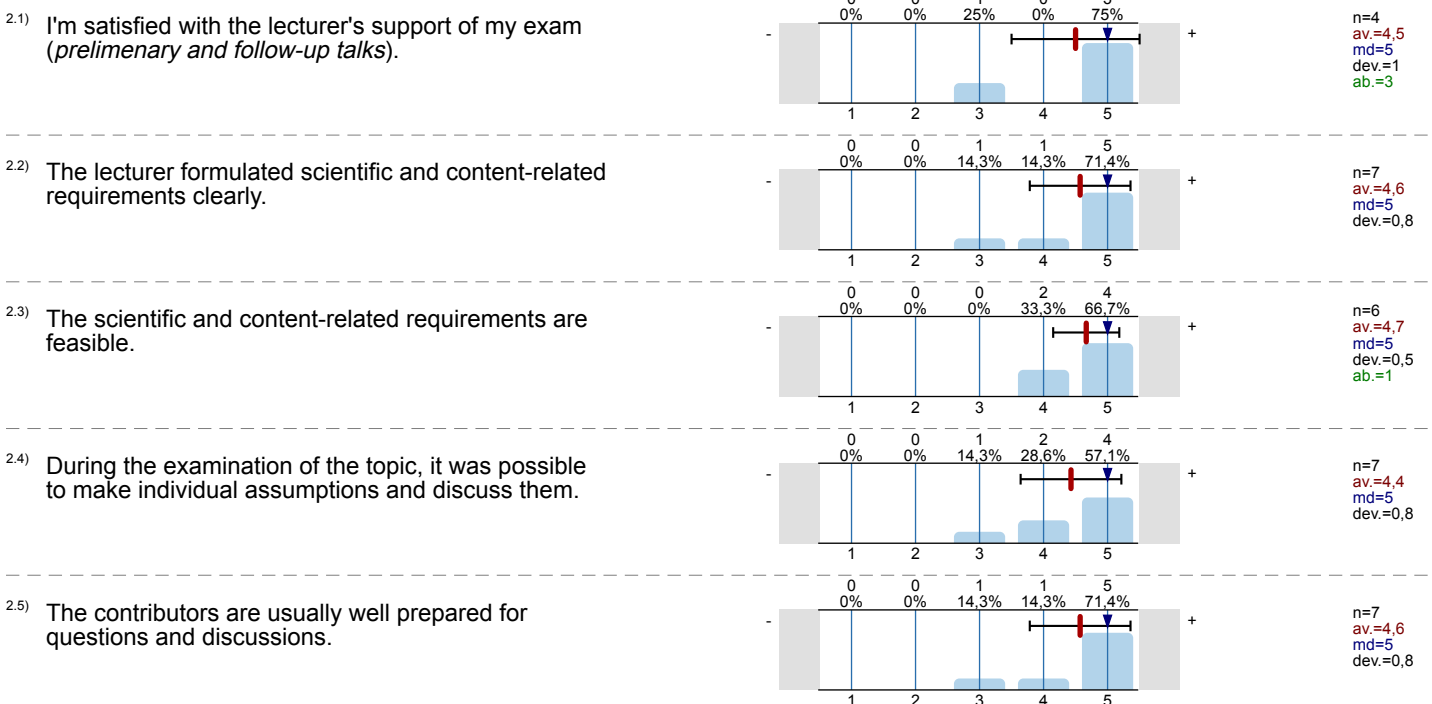 0 0 1 0 3
0% 0% 25% 0% 75%
2.1) I'm satisfied with the lecturer's support of my exam
(prelimenary and follow-up talks).
- +
n=4
av.=4,5
md=5
dev.=1
ab.=3
1 2 3 4 5
0 0 1 1 5
0% 0% 14,3% 14,3% 71,4%
2.2) The lecturer formulated scientific and content-related
requirements clearly.
- +
n=7
av.=4,6
md=5
dev.=0,8
1 2 3 4 5
0 0 0 2 4
0% 0% 0% 33,3% 66,7%
2.3) The scientific and content-related requirements are
feasible.
- +
n=6
av.=4,7
md=5
dev.=0,5
ab.=1
1 2 3 4 5
0 0 1 2 4
0% 0% 14,3% 28,6% 57,1%
2.4) During the examination of the topic, it was possible
to make individual assumptions and discuss them.
- +
n=7
av.=4,4
md=5
dev.=0,8
1 2 3 4 5
0 0 1 1 5
0% 0% 14,3% 14,3% 71,4%
2.5) The contributors are usually well prepared for
questions and discussions.
- +
n=7
av.=4,6
md=5
dev.=0,8
1 2 3 4 5